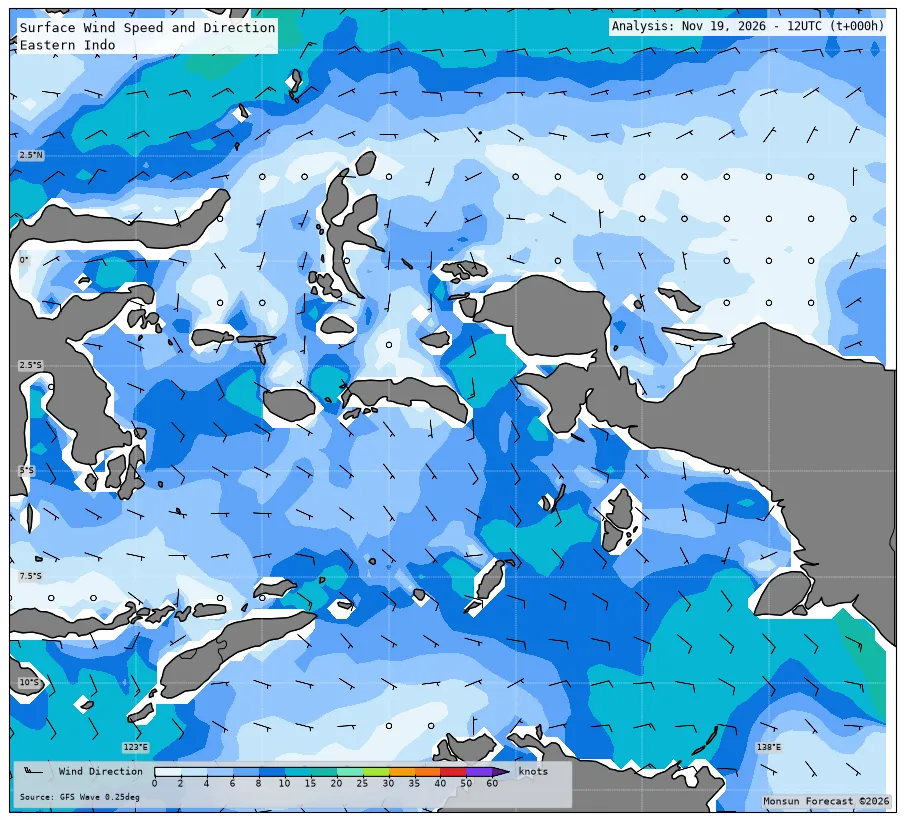 Surface Wind Speed and Direction
Eastern Indo
Analysis: Nov 19, 2026 - 12UTC (t+000h)
2.5°N
0°
2.5°S
5°S
7.5°S
10°S
123°E
138°E
Wind Direction
knots
0 2 4 6 8 10 15 20 25 30 35 40 50 60
Source: GFS Wave 0.25deg
Monsun Forecast ©2026